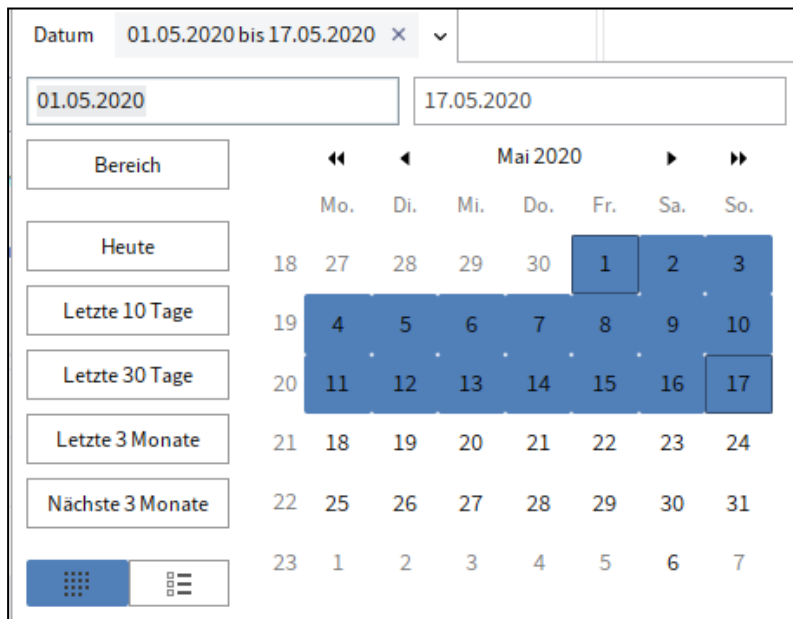 Datum 01.05.2020 bis 17.05.2020 ×
01.05.2020 17.05.2020
Bereich Mai 2020
Mo. Di. Mi. Do. Fr. Sa. So.
Heute
18 27 28 29 30 1 2 3
Letzte 10 Tage
19 4 5 6 7 8 9 10
Letzte 30 Tage
20 11 12 13 14 15 16 17
Letzte 3 Monate
21 18 19 20 21 22 23 24
Nächste 3 Monate
22 25 26 27 28 29 30 31
23 1 2 3 4 5 6 7